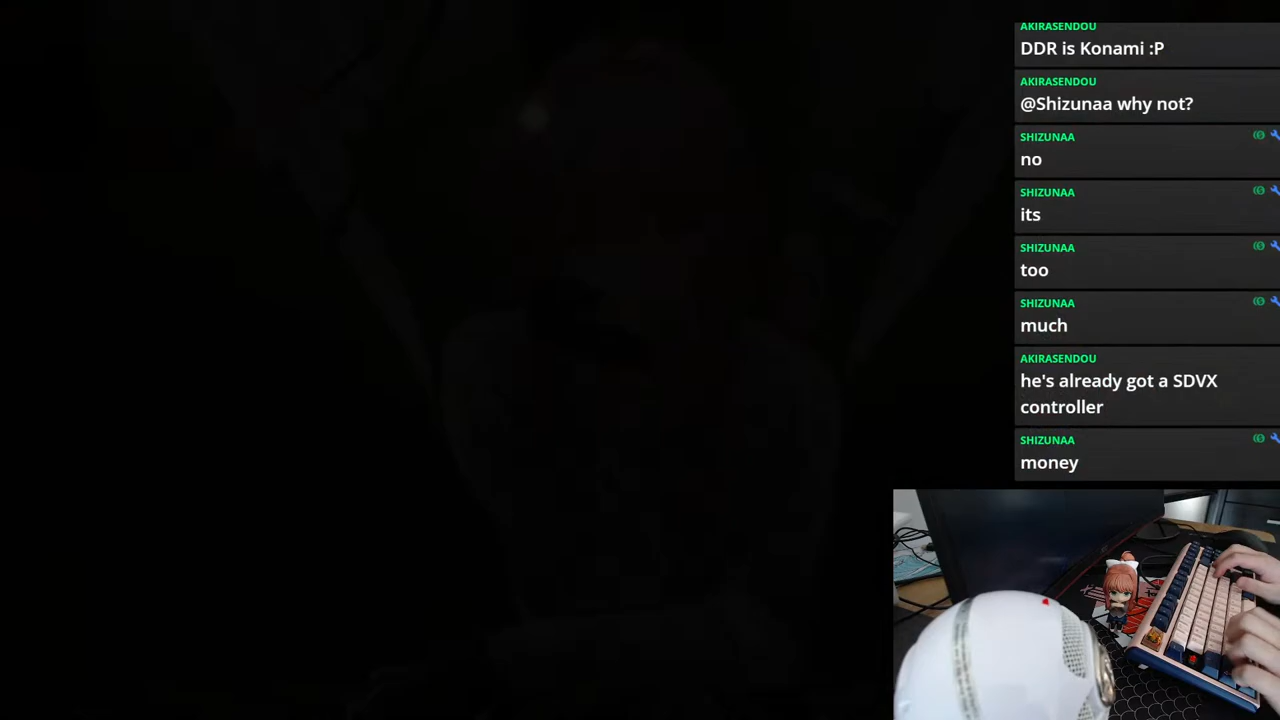 AKIRASENDOU
DDR is Konami :P
AKIRASENDOU
@Shizunaa why not?
SHIZUNAA
no
SHIZUNAA
its
SHIZUNAA
too
SHIZUNAA
much
AKIRASENDOU
he's already got a SDVX
controller
SHIZUNAA
money